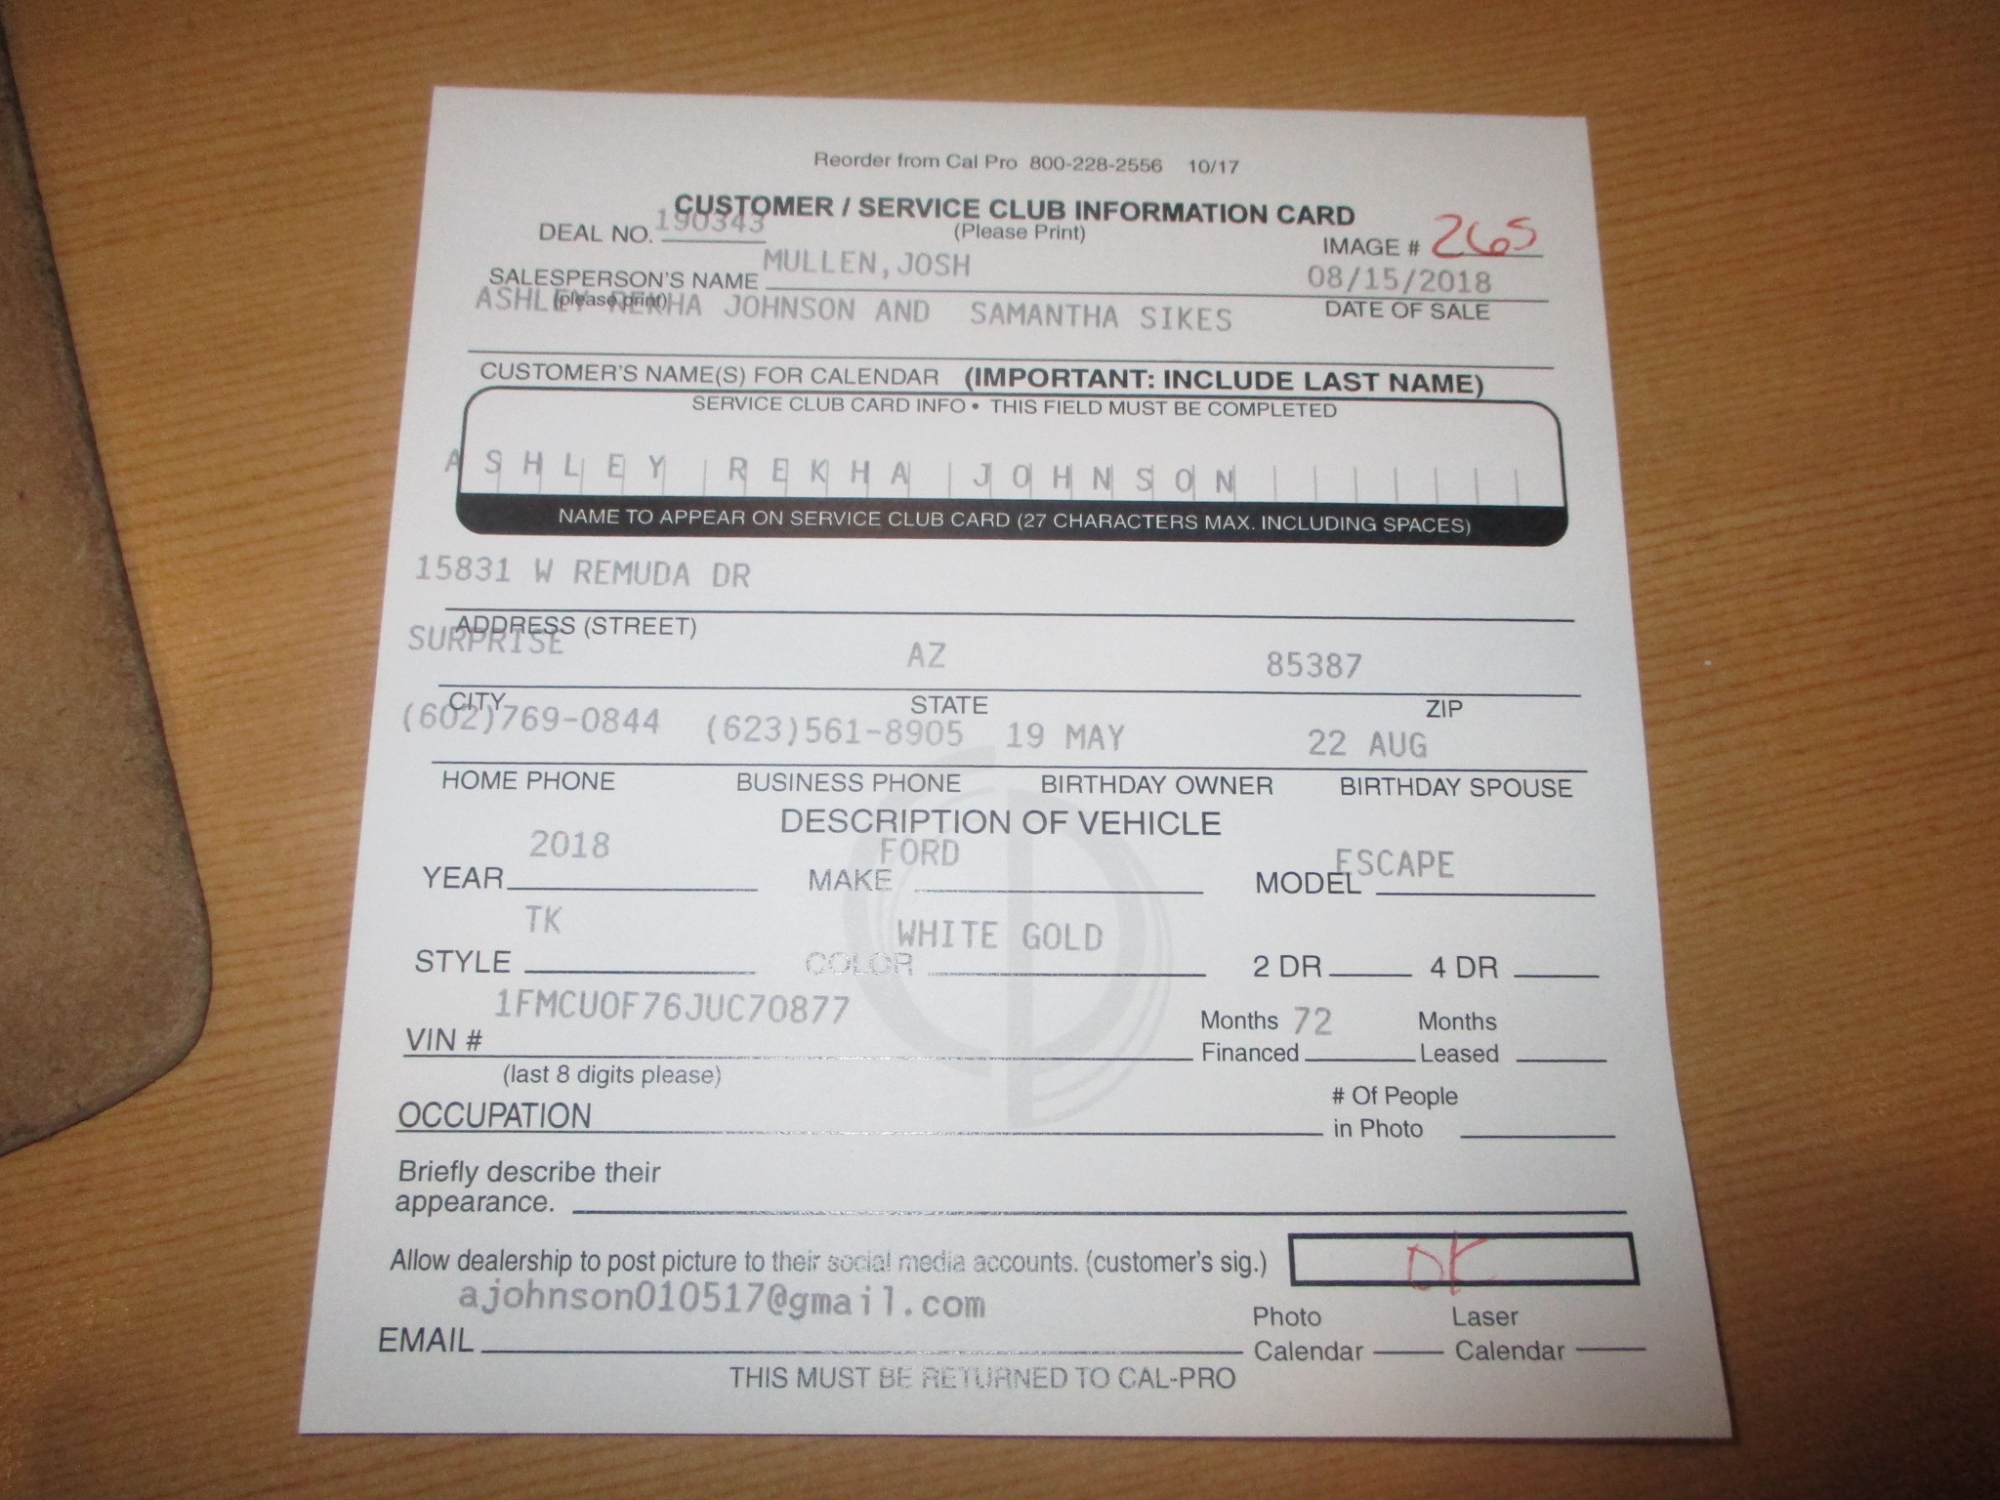 Reorder from Cal Pro 800-228-2556 10/17
CUSTOMER / SERVICE CLUB INFORMATION CARD
DEAL NO. 190343 (Please Print) IMAGE # 265
SALESPERSON'S NAME MULLEN, JOSH 08/15/2018
(please print) DATE OF SALE
ASHLEY REKHA JOHNSON AND SAMANTHA SIKES
CUSTOMER'S NAME(S) FOR CALENDAR (IMPORTANT: INCLUDE LAST NAME)
SERVICE CLUB CARD INFO • THIS FIELD MUST BE COMPLETED
ASHLEY REKHA JOHNSON
NAME TO APPEAR ON SERVICE CLUB CARD (27 CHARACTERS MAX. INCLUDING SPACES)
15831 W REMUDA DR
ADDRESS (STREET)
SURPRISE AZ 85387
CITY STATE ZIP
(602)769-0844 (623)561-8905 19 MAY 22 AUG
HOME PHONE BUSINESS PHONE BIRTHDAY OWNER BIRTHDAY SPOUSE
DESCRIPTION OF VEHICLE
YEAR 2018 MAKE FORD MODEL ESCAPE
STYLE TK COLOR WHITE GOLD 2 DR 4 DR
VIN # 1FMCU0F76JUC70877 Months Financed 72 Months Leased
(last 8 digits please)
OCCUPATION # Of People in Photo
Briefly describe their
appearance.
Allow dealership to post picture to their social media accounts. (customer's sig.) OK
EMAIL ajohnson010517@gmail.com Photo Calendar Laser Calendar
THIS MUST BE RETURNED TO CAL-PRO